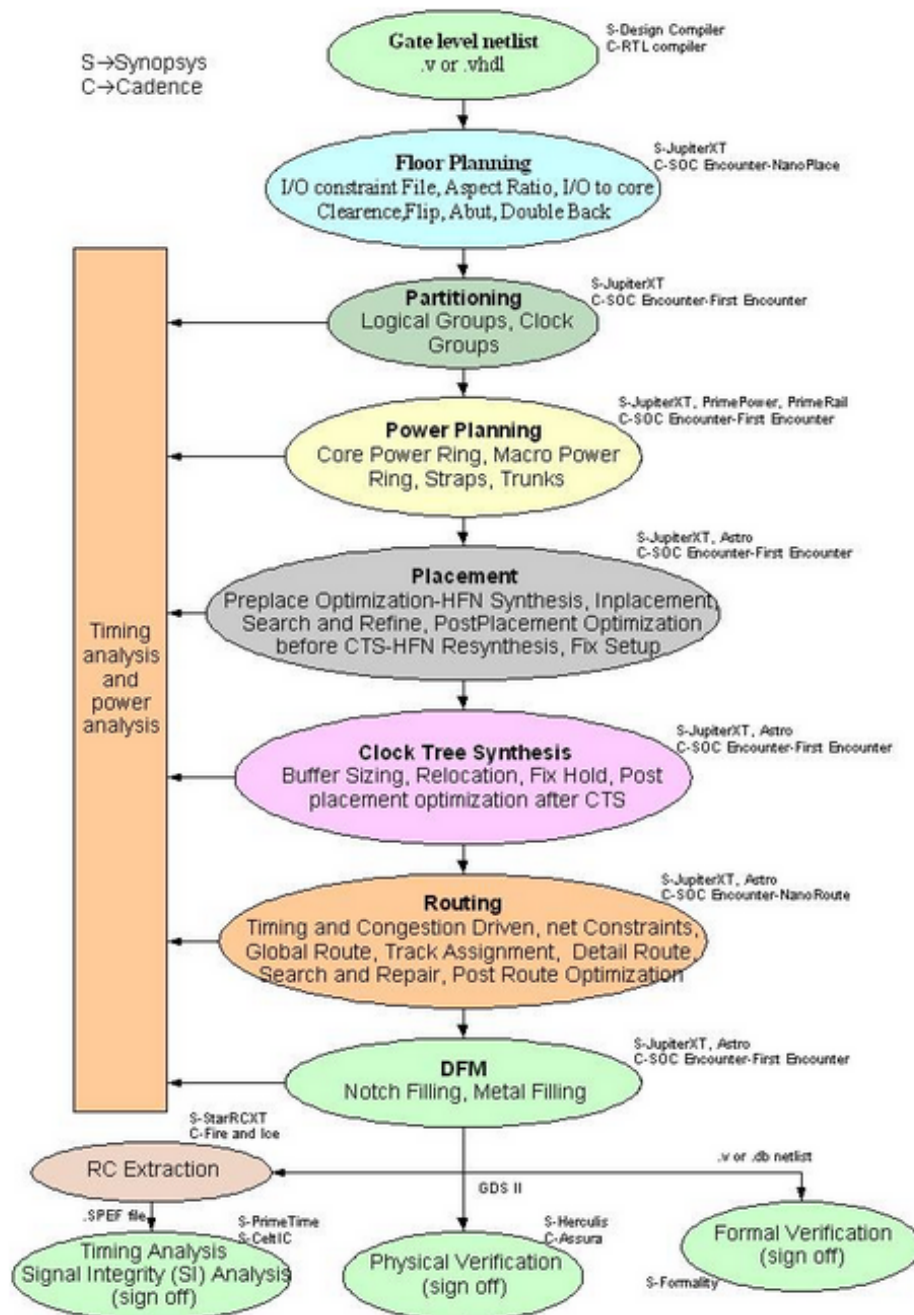 S→Synopsys
C→Cadence
Gate level netlist
.v or .vhdl
S-Design Compiler
C-RTL compiler
Floor Planning
I/O constraint File, Aspect Ratio, I/O to core
Clearence,Flip, Abut, Double Back
S-JupiterXT
C-SOC Encounter-NanoPlace
Partitioning
Logical Groups, Clock
Groups
S-JupiterXT
C-SOC Encounter-First Encounter
Power Planning
Core Power Ring, Macro Power
Ring, Straps, Trunks
S-JupiterXT, PrimePower, PrimeRail
C-SOC Encounter-First Encounter
Placement
Preplace Optimization-HFN Synthesis, Inplacement,
Search and Refine, PostPlacement Optimization
before CTS-HFN Resynthesis, Fix Setup
S-JupiterXT, Astro
C-SOC Encounter-First Encounter
Timing
analysis
and
power
analysis
Clock Tree Synthesis
Buffer Sizing, Relocation, Fix Hold, Post
placement optimization after CTS
S-JupiterXT, Astro
C-SOC Encounter-First Encounter
Routing
Timing and Congestion Driven, net Constraints,
Global Route, Track Assignment, Detail Route,
Search and Repair, Post Route Optimization
S-JupiterXT, Astro
C-SOC Encounter-NanoRoute
DFM
Notch Filling, Metal Filling
S-JupiterXT, Astro
C-SOC Encounter-First Encounter
S-StarRCXT
C-Fire and Ice
RC Extraction
.v or .db netlist
GDS II
.SPEF file
S-PrimeTime
S-CeltIC
Timing Analysis
Signal Integrity (SI) Analysis
(sign off)
S-Herculis
C-Assura
Physical Verification
(sign off)
Formal Verification
(sign off)
S-Formality